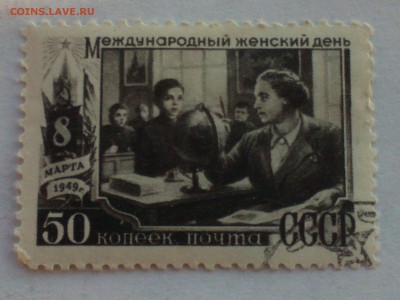 COINS.LAVE.RU
Международный женский день
8
МАРТА
1949г.
50 копеек. почта СССР